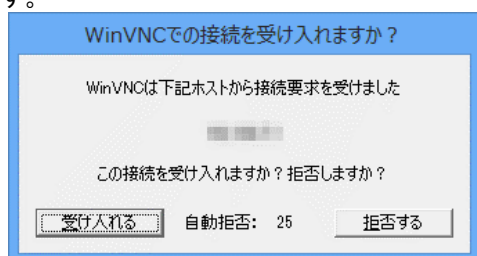 す。
WinVNCでの接続を受け入れますか？
WinVNCは下記ホストから接続要求を受けました
この接続を受け入れますか？拒否しますか？
受け入れる 自動拒否: 25 拒否する